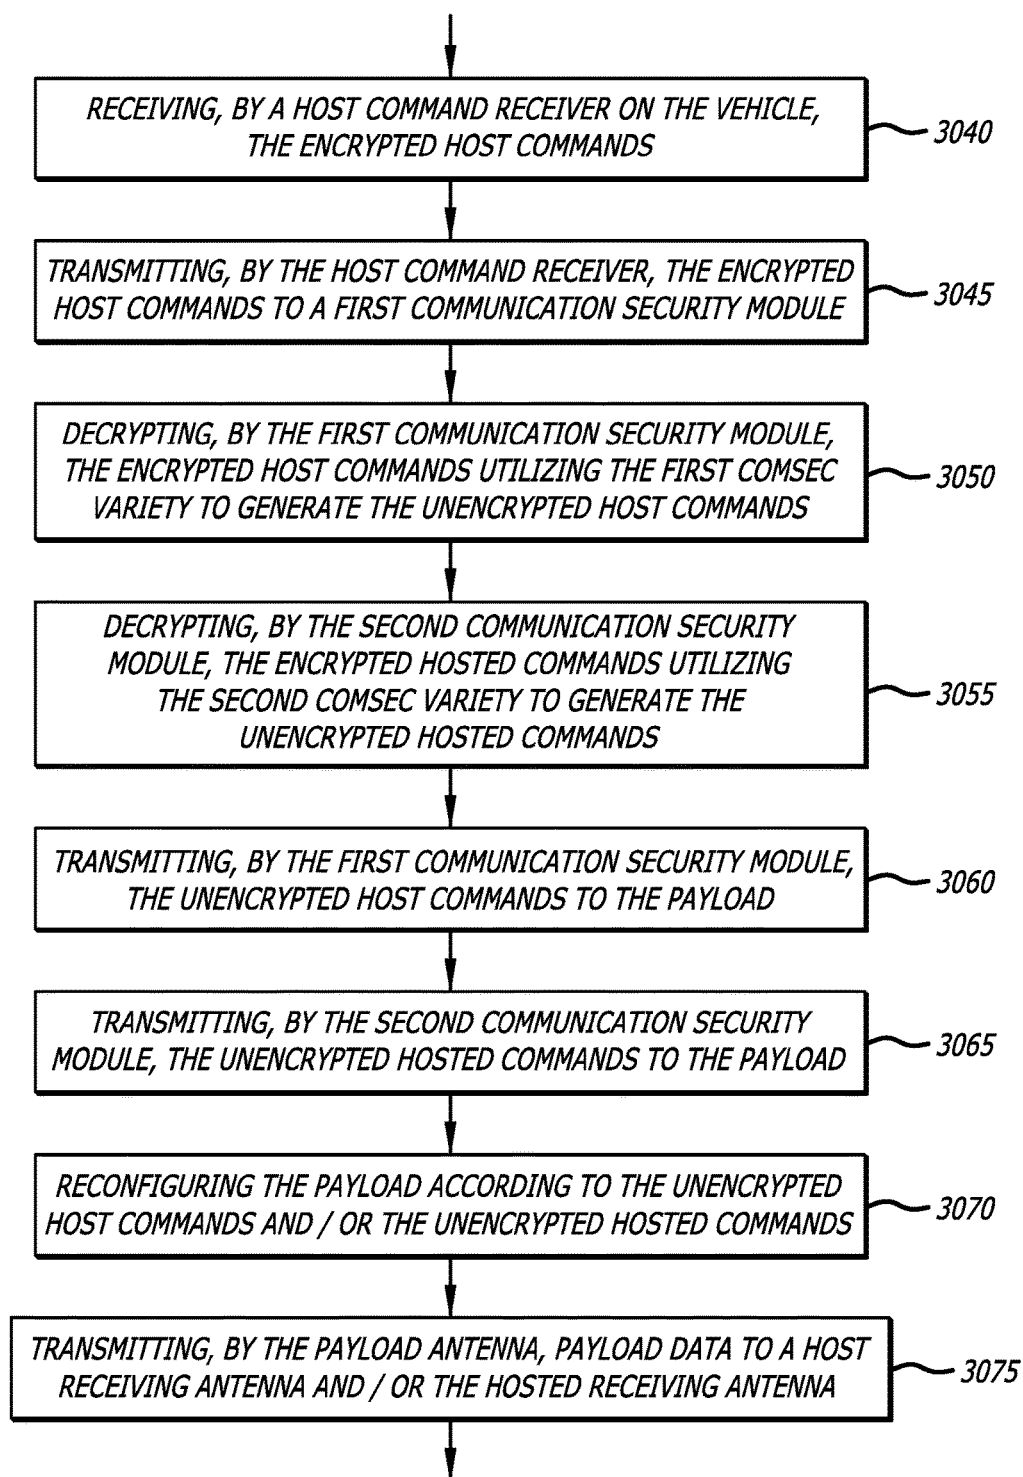 RECEIVING, BY A HOST COMMAND RECEIVER ON THE VEHICLE,
THE ENCRYPTED HOST COMMANDS
3040
TRANSMITTING, BY THE HOST COMMAND RECEIVER, THE ENCRYPTED
HOST COMMANDS TO A FIRST COMMUNICATION SECURITY MODULE
3045
DECRYPTING, BY THE FIRST COMMUNICATION SECURITY MODULE,
THE ENCRYPTED HOST COMMANDS UTILIZING THE FIRST COMSEC
VARIETY TO GENERATE THE UNENCRYPTED HOST COMMANDS
3050
DECRYPTING, BY THE SECOND COMMUNICATION SECURITY
MODULE, THE ENCRYPTED HOSTED COMMANDS UTILIZING
THE SECOND COMSEC VARIETY TO GENERATE THE
UNENCRYPTED HOSTED COMMANDS
3055
TRANSMITTING, BY THE FIRST COMMUNICATION SECURITY MODULE,
THE UNENCRYPTED HOST COMMANDS TO THE PAYLOAD
3060
TRANSMITTING, BY THE SECOND COMMUNICATION SECURITY
MODULE, THE UNENCRYPTED HOSTED COMMANDS TO THE PAYLOAD
3065
RECONFIGURING THE PAYLOAD ACCORDING TO THE UNENCRYPTED
HOST COMMANDS AND / OR THE UNENCRYPTED HOSTED COMMANDS
3070
TRANSMITTING, BY THE PAYLOAD ANTENNA, PAYLOAD DATA TO A HOST
RECEIVING ANTENNA AND / OR THE HOSTED RECEIVING ANTENNA
3075